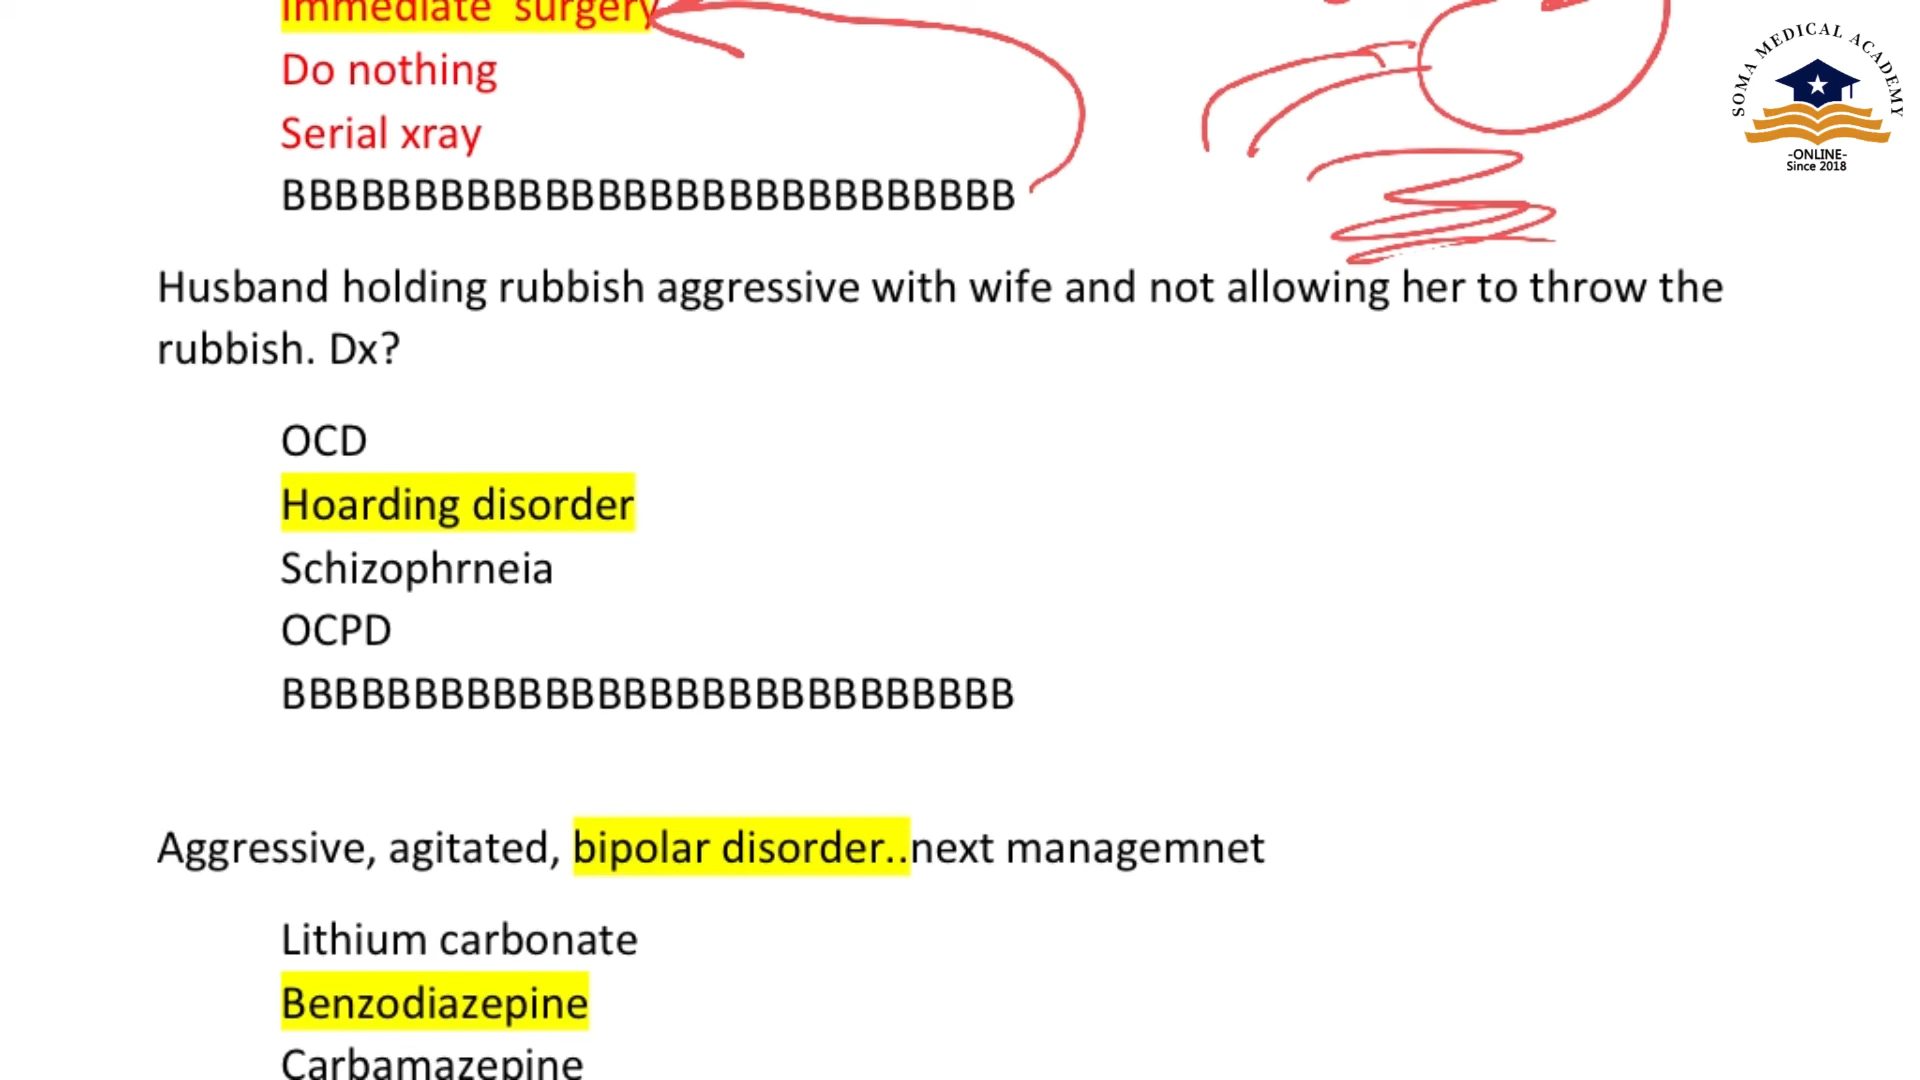 Immediate surgery
Do nothing
Serial xray
BBBBBBBBBBBBBBBBBBBBBBBBBBBB
Husband holding rubbish aggressive with wife and not allowing her to throw the
rubbish. Dx?
OCD
Hoarding disorder
Schizophrneia
OCPD
BBBBBBBBBBBBBBBBBBBBBBBBBBBB
Aggressive, agitated, bipolar disorder..next managemnet
Lithium carbonate
Benzodiazepine
Carbamazepine
SOMA MEDICAL ACADEMY
-ONLINE-
Since 2018